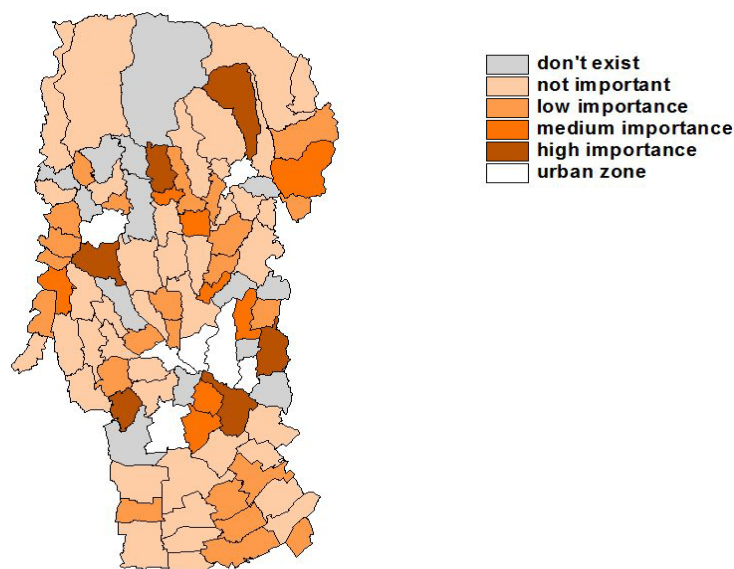 don't exist
not important
low importance
medium importance
high importance
urban zone